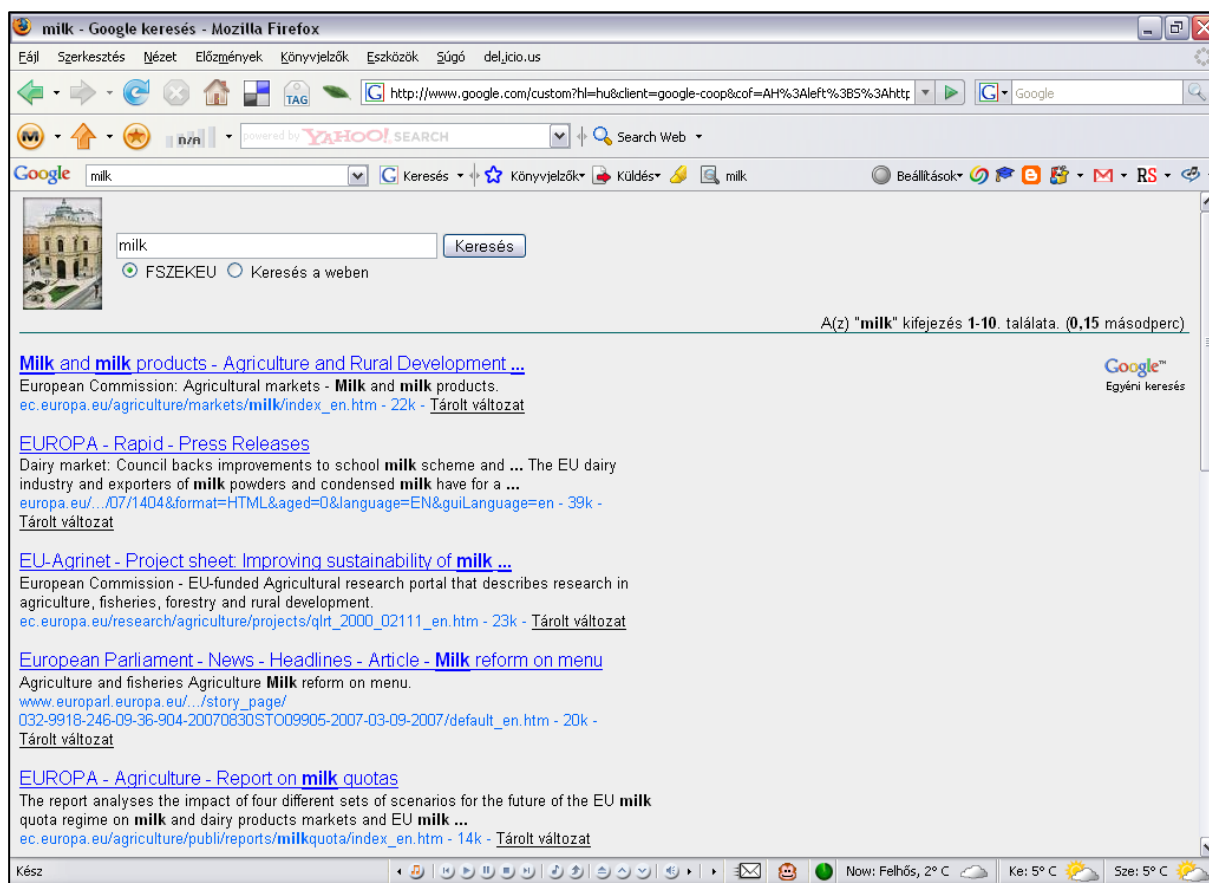 milk - Google keresés - Mozilla Firefox
Fájl Szerkesztés Nézet Előzmények Könyvjelzők Eszközök Súgó del.icio.us
TAG http://www.google.com/custom?hl=hu&client=google-coop&cof=AH%3Aleft%3BS%3Ahttp Google
n/a powered by YAHOO! SEARCH Search Web
Google milk Keresés Könyvjelzők Küldés milk Beállítások RS
milk Keresés
FSZEKEU Keresés a weben
A(z) "milk" kifejezés 1-10. találata. (0,15 másodperc)
Milk and milk products - Agriculture and Rural Development ...
European Commission: Agricultural markets - Milk and milk products.
ec.europa.eu/agriculture/markets/milk/index_en.htm - 22k - Tárolt változat
Google™
Egyéni keresés
EUROPA - Rapid - Press Releases
Dairy market: Council backs improvements to school milk scheme and ... The EU dairy
industry and exporters of milk powders and condensed milk have for a ...
europa.eu/.../07/1404&format=HTML&aged=0&language=EN&guiLanguage=en - 39k -
Tárolt változat
EU-Agrinet - Project sheet: Improving sustainability of milk ...
European Commission - EU-funded Agricultural research portal that describes research in
agriculture, fisheries, forestry and rural development.
ec.europa.eu/research/agriculture/projects/qlrt_2000_02111_en.htm - 23k - Tárolt változat
European Parliament - News - Headlines - Article - Milk reform on menu
Agriculture and fisheries Agriculture Milk reform on menu.
www.europarl.europa.eu/.../story_page/
032-9918-246-09-36-904-20070830STO09905-2007-03-09-2007/default_en.htm - 20k -
Tárolt változat
EUROPA - Agriculture - Report on milk quotas
The report analyses the impact of four different sets of scenarios for the future of the EU milk
quota regime on milk and dairy products markets and EU milk ...
ec.europa.eu/agriculture/publi/reports/milkquota/index_en.htm - 14k - Tárolt változat
Kész Now: Felhős, 2° C Ke: 5° C Sze: 5° C